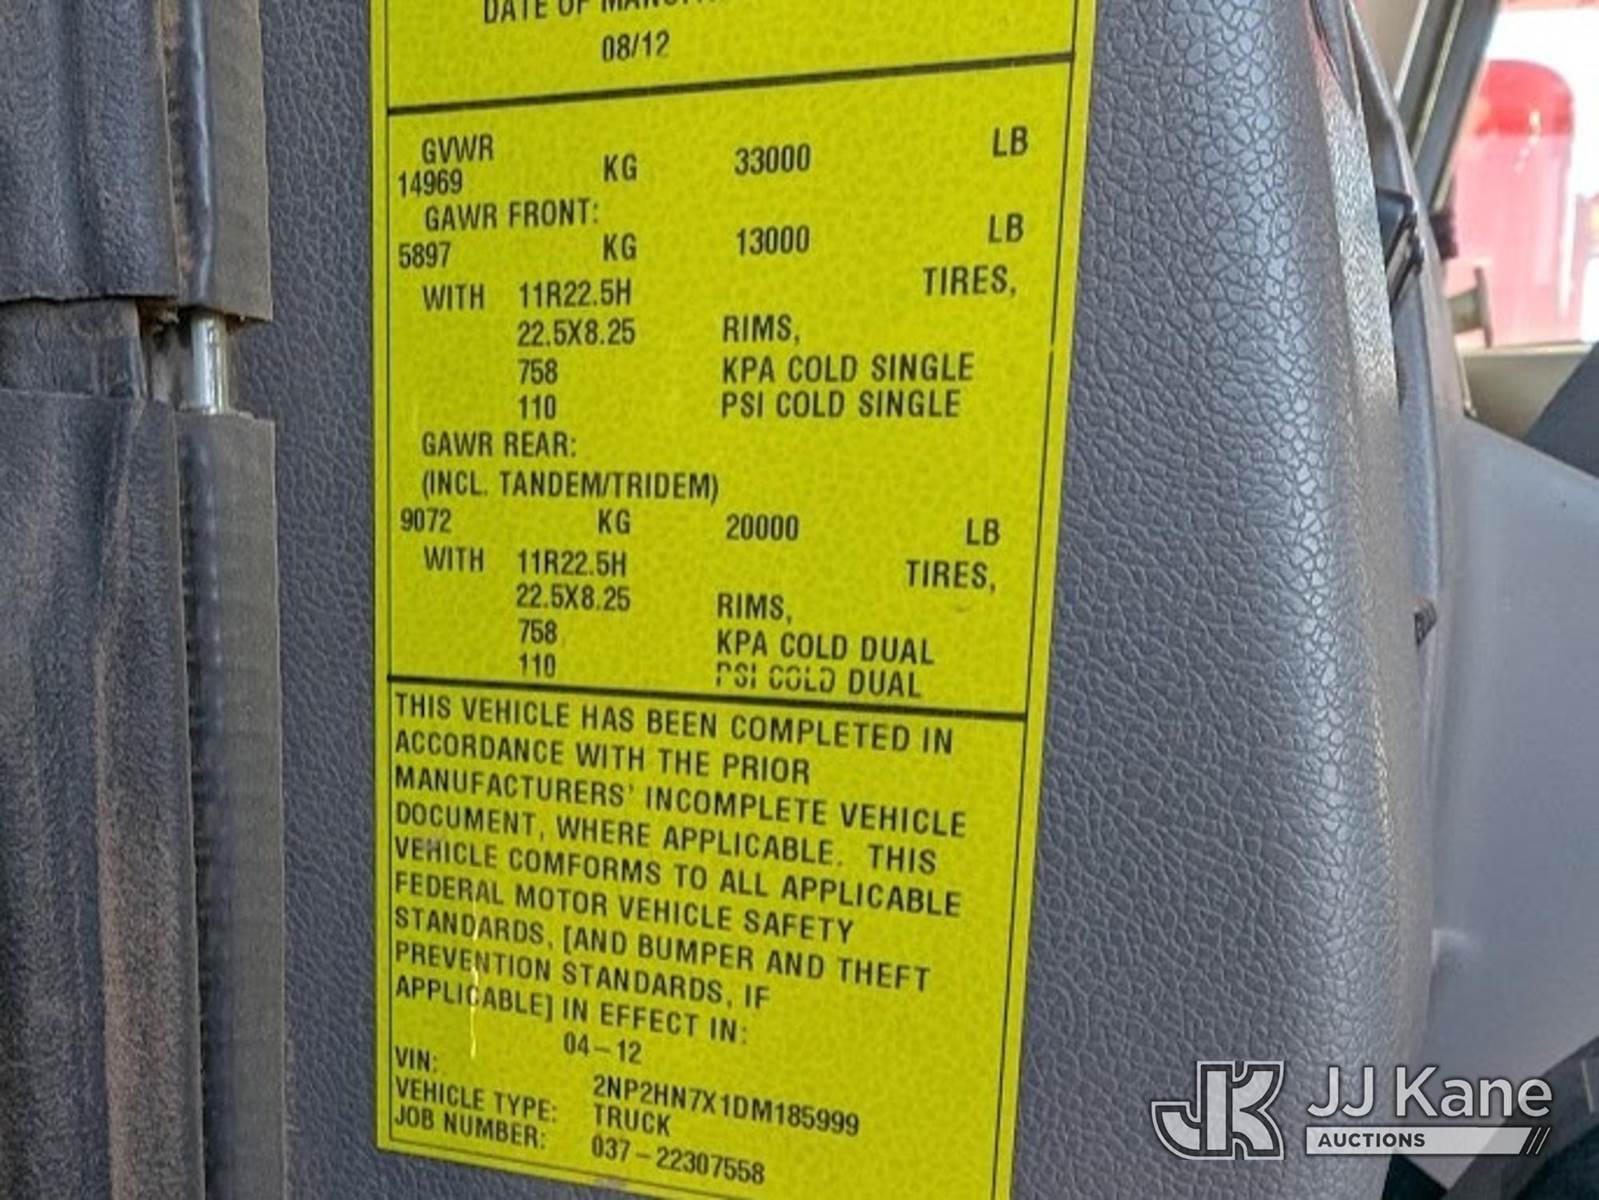 DATE OF
08/12
GVWR
14969 KG 33000 LB
GAWR FRONT:
5897 KG 13000 LB
WITH 11R22.5H TIRES,
22.5X8.25 RIMS,
758 KPA COLD SINGLE
110 PSI COLD SINGLE
GAWR REAR:
(INCL. TANDEM/TRIDEM)
9072 KG 20000 LB
WITH 11R22.5H TIRES,
22.5X8.25 RIMS,
758 KPA COLD DUAL
110 PSI COLD DUAL
THIS VEHICLE HAS BEEN COMPLETED IN
ACCORDANCE WITH THE PRIOR
MANUFACTURERS' INCOMPLETE VEHICLE
DOCUMENT, WHERE APPLICABLE. THIS
VEHICLE COMFORMS TO ALL APPLICABLE
FEDERAL MOTOR VEHICLE SAFETY
STANDARDS, [AND BUMPER AND THEFT
PREVENTION STANDARDS, IF
APPLICABLE] IN EFFECT IN:
04-12
VIN: 2NP2HN7X1DM185999
VEHICLE TYPE: TRUCK
JOB NUMBER: 037-22307558
JK JJ Kane
AUCTIONS